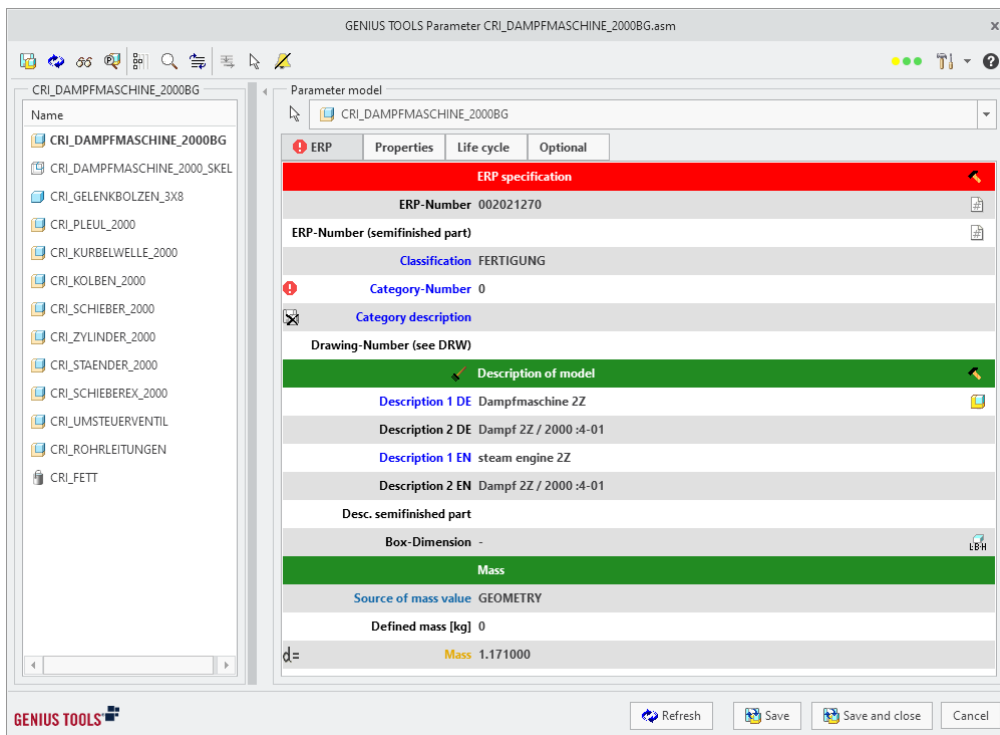 GENIUS TOOLS Parameter CRI_DAMPFMASCHINE_2000BG.asm
CRI_DAMPFMASCHINE_2000BG
Name
CRI_DAMPFMASCHINE_2000BG
CRI_DAMPFMASCHINE_2000_SKEL
CRI_GELENKBOLZEN_3X8
CRI_PLEUL_2000
CRI_KURBELWELLE_2000
CRI_KOLBEN_2000
CRI_SCHIEBER_2000
CRI_ZYLINDER_2000
CRI_STAENDER_2000
CRI_SCHIEBEREX_2000
CRI_UMSTEUERVENTIL
CRI_ROHRLEITUNGEN
CRI_FETT
Parameter model
CRI_DAMPFMASCHINE_2000BG
ERP Properties Life cycle Optional
ERP specification
ERP-Number 002021270
ERP-Number (semifinished part)
Classification FERTIGUNG
Category-Number 0
Category description
Drawing-Number (see DRW)
Description of model
Description 1 DE Dampfmaschine 2Z
Description 2 DE Dampf 2Z / 2000 :4-01
Description 1 EN steam engine 2Z
Description 2 EN Dampf 2Z / 2000 :4-01
Desc. semifinished part
Box-Dimension - L·B·H
Mass
Source of mass value GEOMETRY
Defined mass [kg] 0
d= Mass 1.171000
GENIUS TOOLS Refresh Save Save and close Cancel